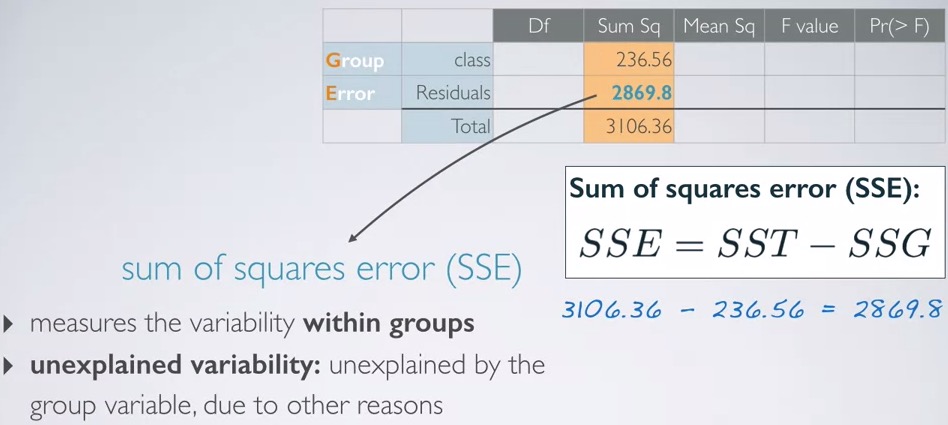 Df Sum Sq Mean Sq F value Pr(> F)
Group class 236.56
Error Residuals 2869.8
Total 3106.36
Sum of squares error (SSE):
SSE = SST − SSG
3106.36 - 236.56 = 2869.8
sum of squares error (SSE)
measures the variability within groups
unexplained variability: unexplained by the
group variable, due to other reasons